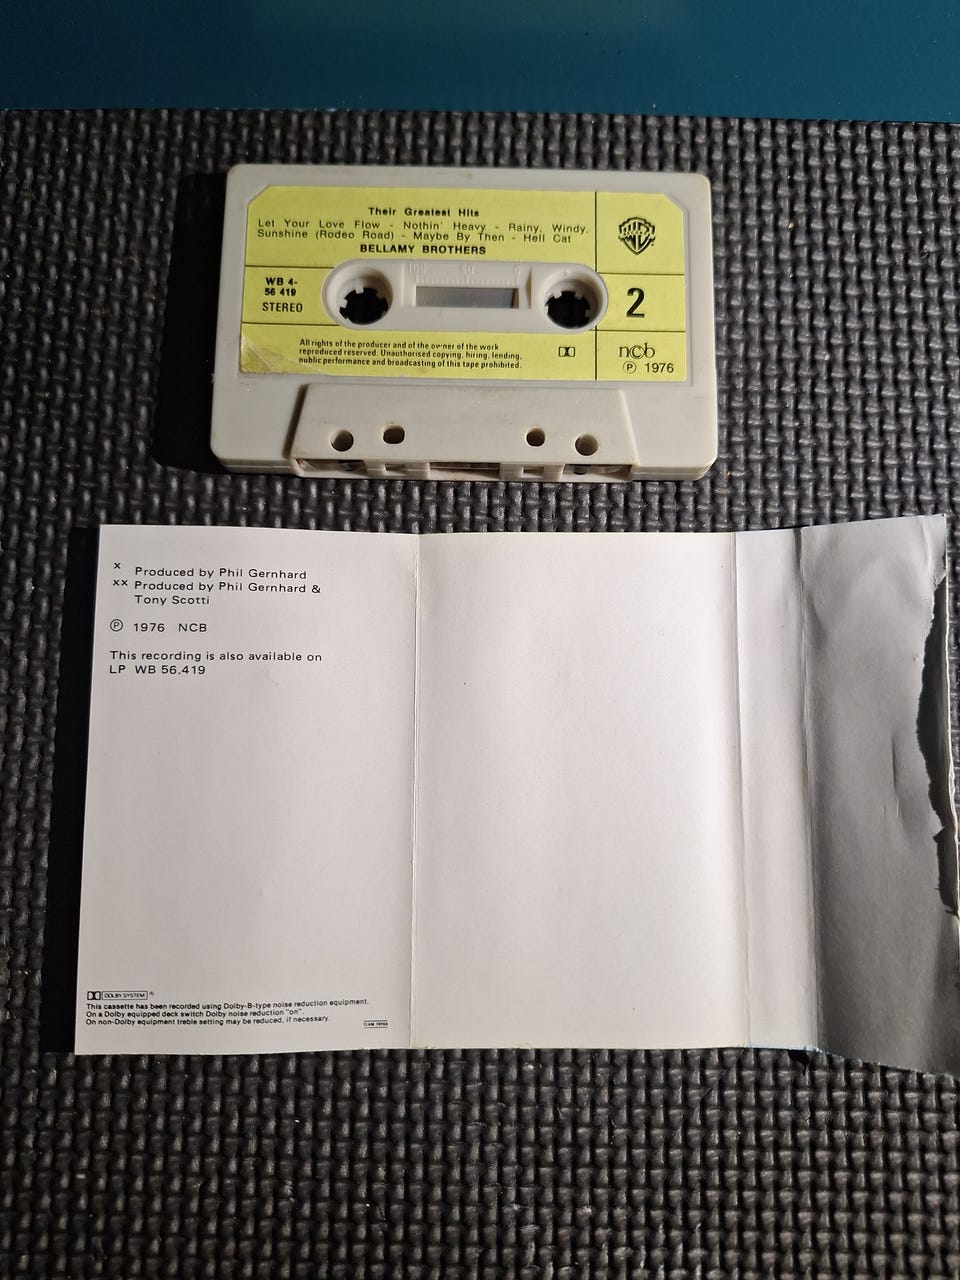 Their Greatest Hits
Let Your Love Flow - Nothin' Heavy - Rainy, Windy,
Sunshine (Rodeo Road) - Maybe By Then - Hell Cat
BELLAMY BROTHERS
WB 4-
56 419
STEREO
2
All rights of the producer and of the owner of the work
reproduced reserved. Unauthorised copying, hiring, lending,
public performance and broadcasting of this tape prohibited.
ncb
Ⓟ 1976
x Produced by Phil Gernhard
xx Produced by Phil Gernhard &
Tony Scotti
Ⓟ 1976 NCB
This recording is also available on
LP WB 56.419
DOLBY SYSTEM
This cassette has been recorded using Dolby-B-type noise reduction equipment.
On a Dolby equipped deck switch Dolby noise reduction "on".
On non-Dolby equipment treble setting may be reduced, if necessary.